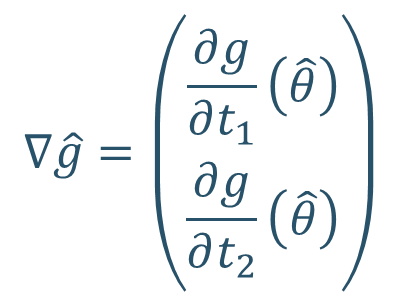 ∇ĝ = ( ∂g/∂t₁ (θ̂)
∂g/∂t₂ (θ̂) )